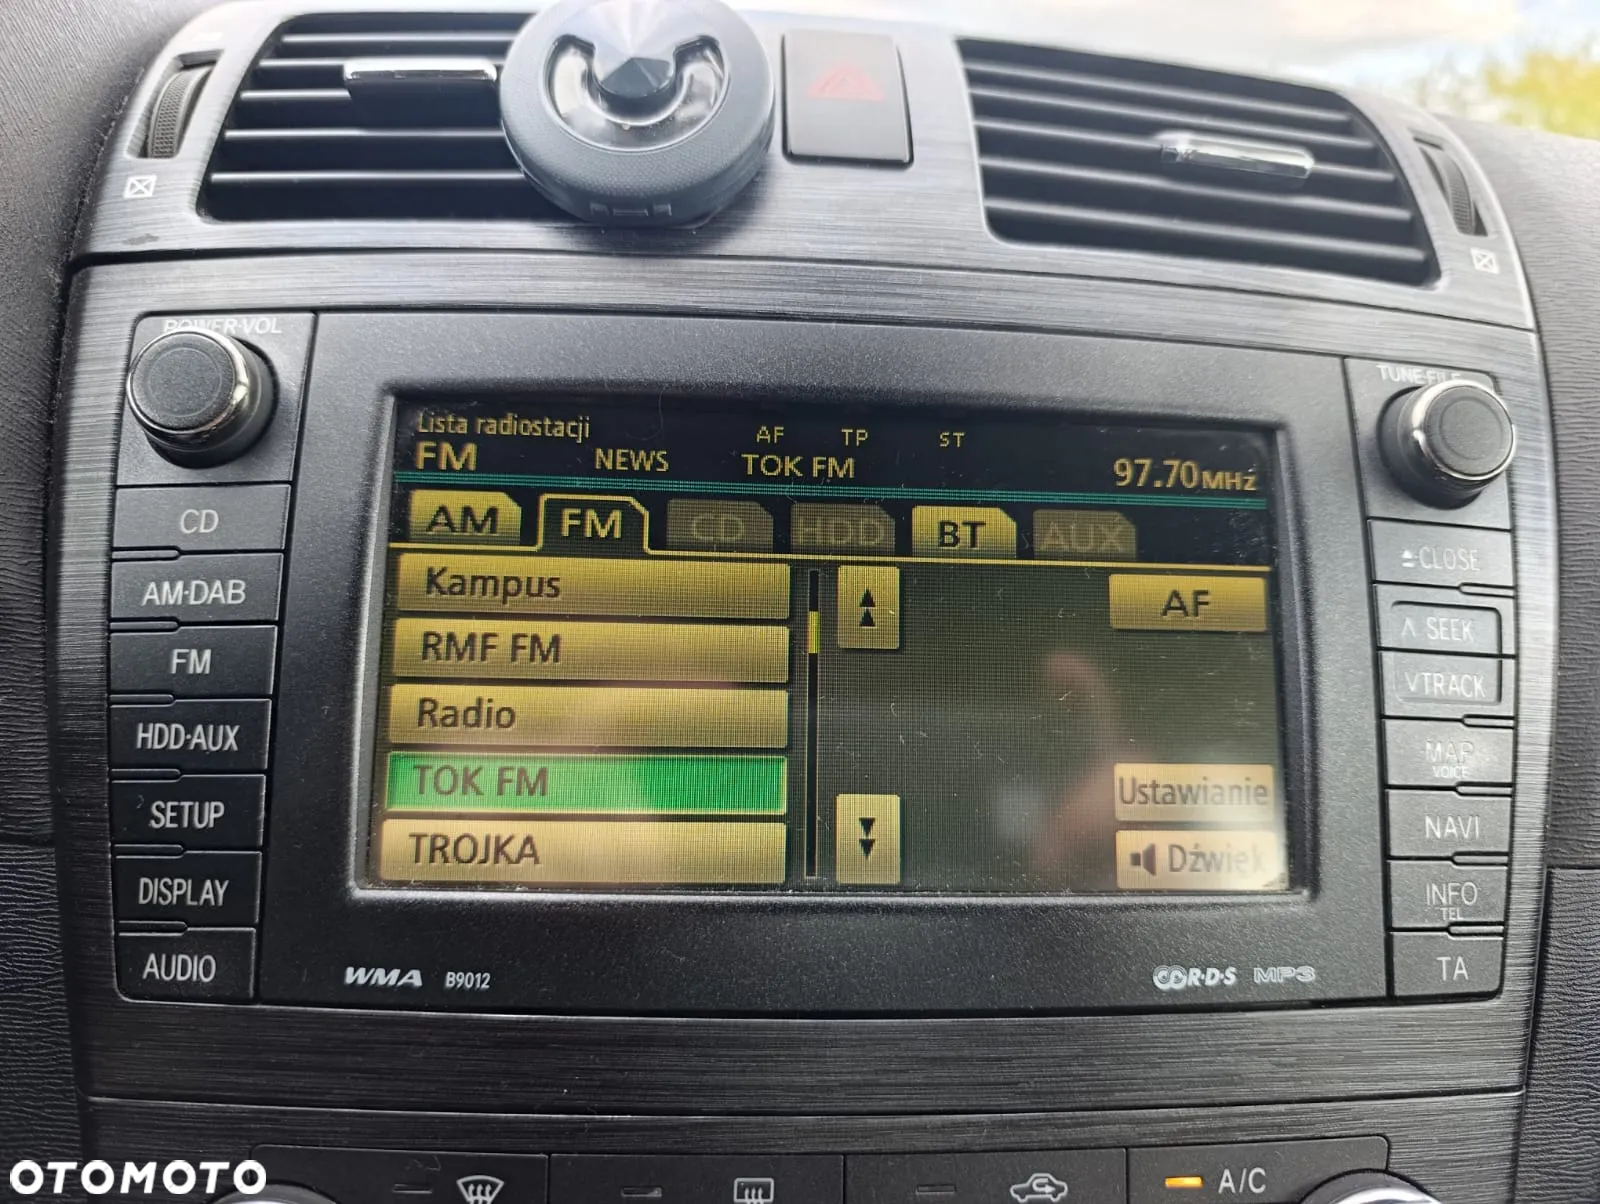 POWER·VOL
TUNE·FILE
Lista radiostacji
AF TP ST
FM NEWS TOK FM 97.70MHz
AM FM CD HDD BT AUX
Kampus
AF
RMF FM
Radio
TOK FM
Ustawianie
TROJKA
Dźwięk
CD
AM·DAB
FM
HDD·AUX
SETUP
DISPLAY
AUDIO
CLOSE
∧ SEEK
∨ TRACK
MAP
VOICE
NAVI
INFO
TEL
TA
WMA B9012
R·D·S MP3
A/C
OTOMOTO